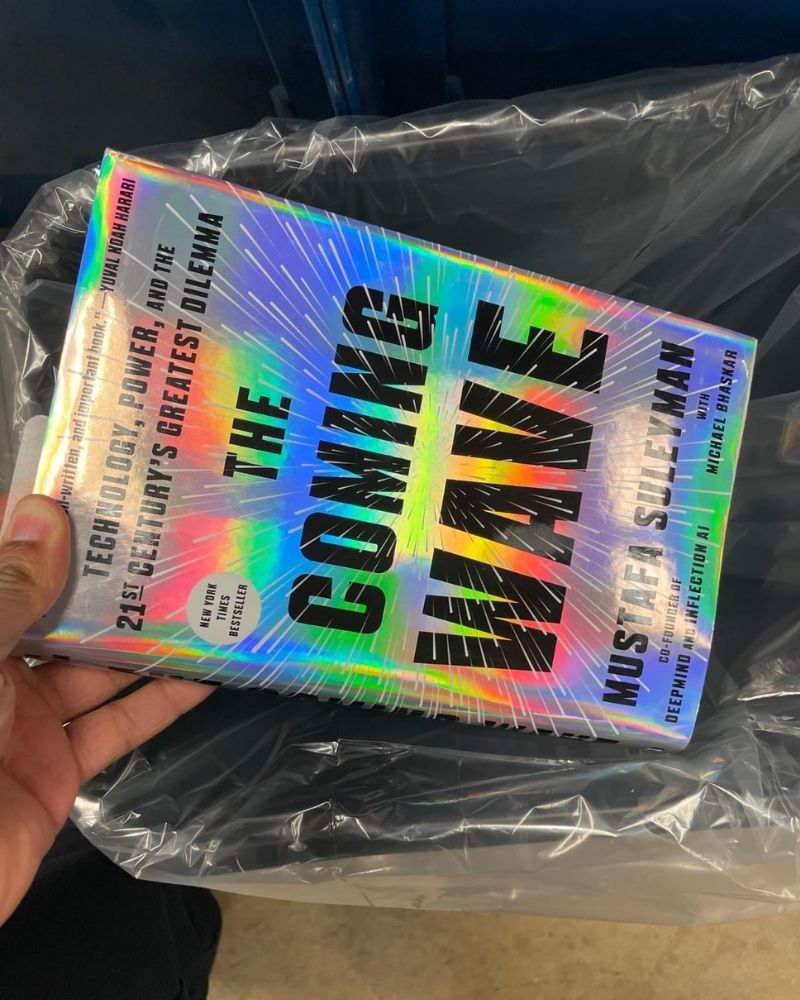 -written, and important book."—YUVAL NOAH HARARI
TECHNOLOGY, POWER, AND THE
21ST CENTURY'S GREATEST DILEMMA
THE
COMING
WAVE
NEW YORK
TIMES
BESTSELLER
MUSTAFA SULEYMAN
CO-FOUNDER OF
DEEPMIND AND INFLECTION AI
WITH
MICHAEL BHASKAR